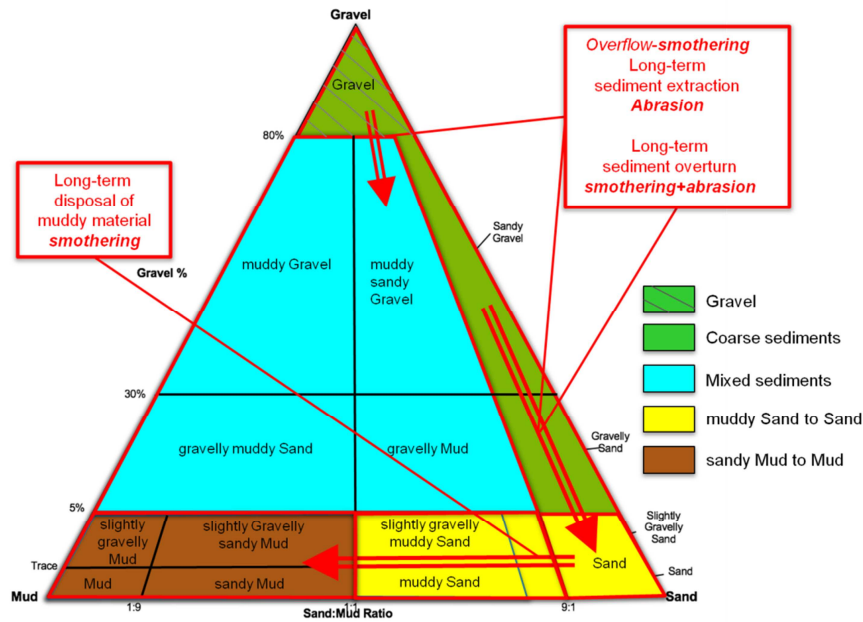 Gravel
Gravel
80%
Overflow-smothering
Long-term
sediment extraction
Abrasion
Long-term
sediment overturn
smothering+abrasion
Long-term
disposal of
muddy material
smothering
Sandy
Gravel
Gravel %
muddy Gravel
muddy
sandy
Gravel
Gravel
Coarse sediments
Mixed sediments
muddy Sand to Sand
sandy Mud to Mud
30%
gravelly muddy Sand
gravelly Mud
Gravelly
Sand
5%
slightly
gravelly
Mud
slightly Gravelly
sandy Mud
slightly gravelly
muddy Sand
Slightly
Gravelly
Sand
Sand
Trace
Sand
Mud
sandy Mud
muddy Sand
Mud
Sand
1:9
1:1
9:1
Sand:Mud Ratio